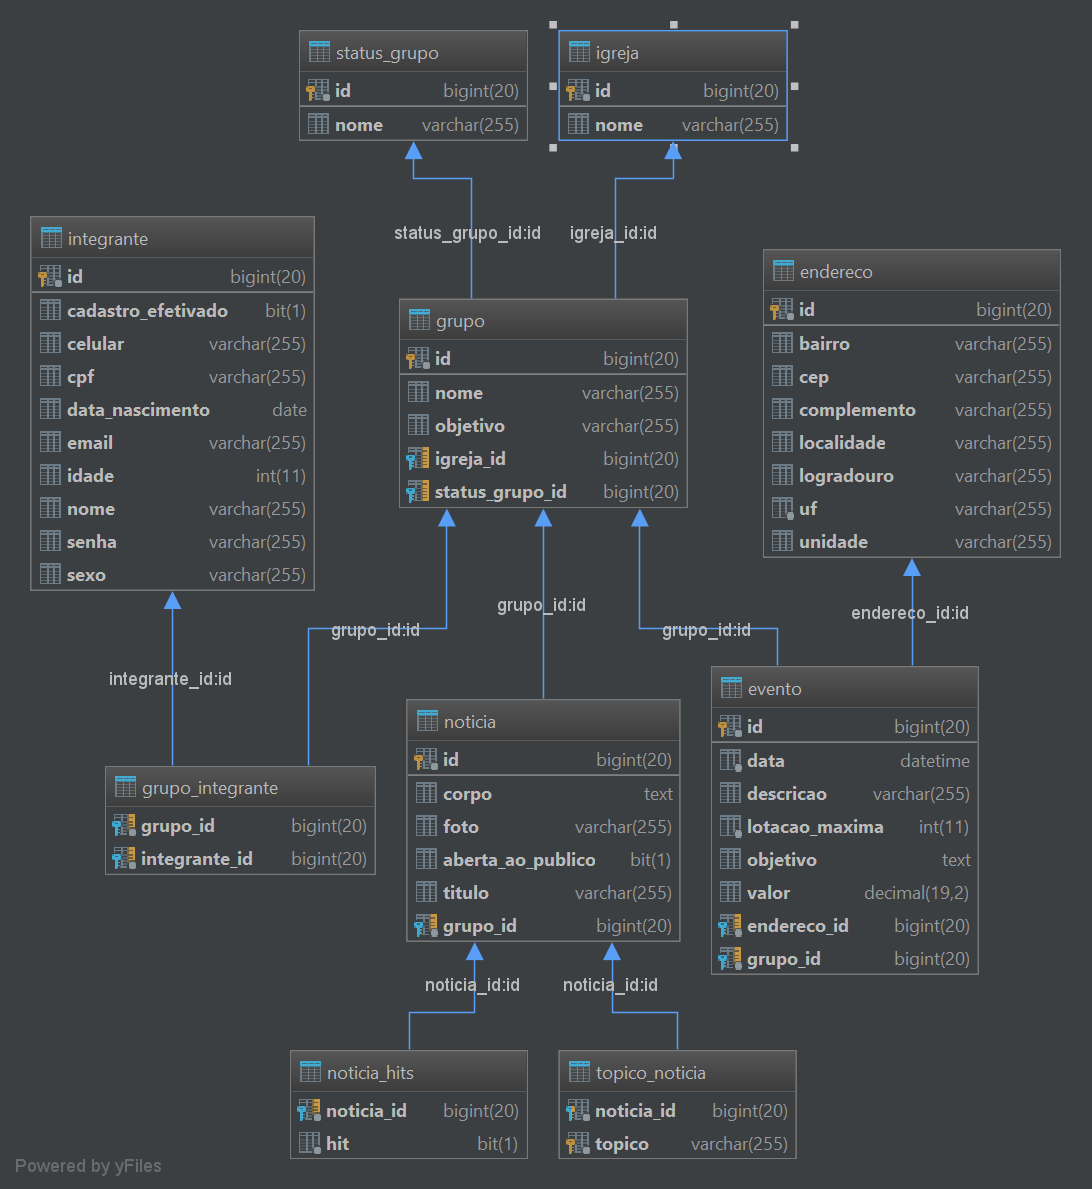 status_grupo
id bigint(20)
nome varchar(255)
igreja
id bigint(20)
nome varchar(255)
status_grupo_id:id
igreja_id:id
integrante
id bigint(20)
cadastro_efetivado bit(1)
celular varchar(255)
cpf varchar(255)
data_nascimento date
email varchar(255)
idade int(11)
nome varchar(255)
senha varchar(255)
sexo varchar(255)
grupo
id bigint(20)
nome varchar(255)
objetivo varchar(255)
igreja_id bigint(20)
status_grupo_id bigint(20)
endereco
id bigint(20)
bairro varchar(255)
cep varchar(255)
complemento varchar(255)
localidade varchar(255)
logradouro varchar(255)
uf varchar(255)
unidade varchar(255)
integrante_id:id
grupo_id:id
grupo_id:id
grupo_id:id
endereco_id:id
grupo_integrante
grupo_id bigint(20)
integrante_id bigint(20)
noticia
id bigint(20)
corpo text
foto varchar(255)
aberta_ao_publico bit(1)
titulo varchar(255)
grupo_id bigint(20)
evento
id bigint(20)
data datetime
descricao varchar(255)
lotacao_maxima int(11)
objetivo text
valor decimal(19,2)
endereco_id bigint(20)
grupo_id bigint(20)
noticia_id:id
noticia_id:id
noticia_hits
noticia_id bigint(20)
hit bit(1)
topico_noticia
noticia_id bigint(20)
topico varchar(255)
Powered by yFiles